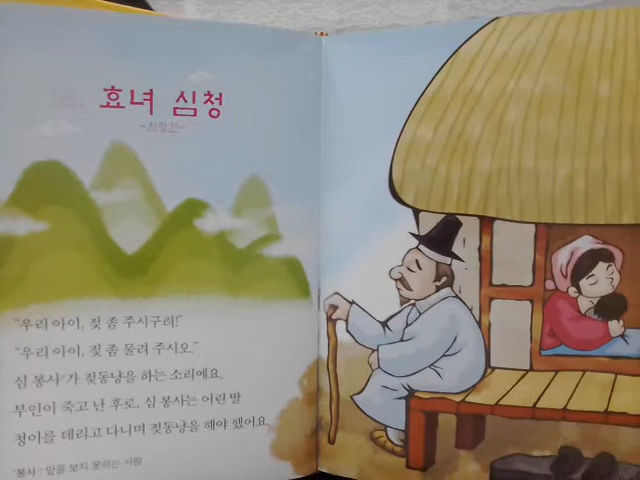 효녀 심청
-심청전-
"우리 아이, 젖 좀 주시구려!"
"우리 아이, 젖 좀 물려 주시오."
심 봉사*가 젖동냥을 하는 소리예요.
부인이 죽고 난 후로, 심 봉사는 어린 딸
청이를 데리고 다니며 젖동냥을 해야 했어요.
*봉사 : 앞을 보지 못하는 사람